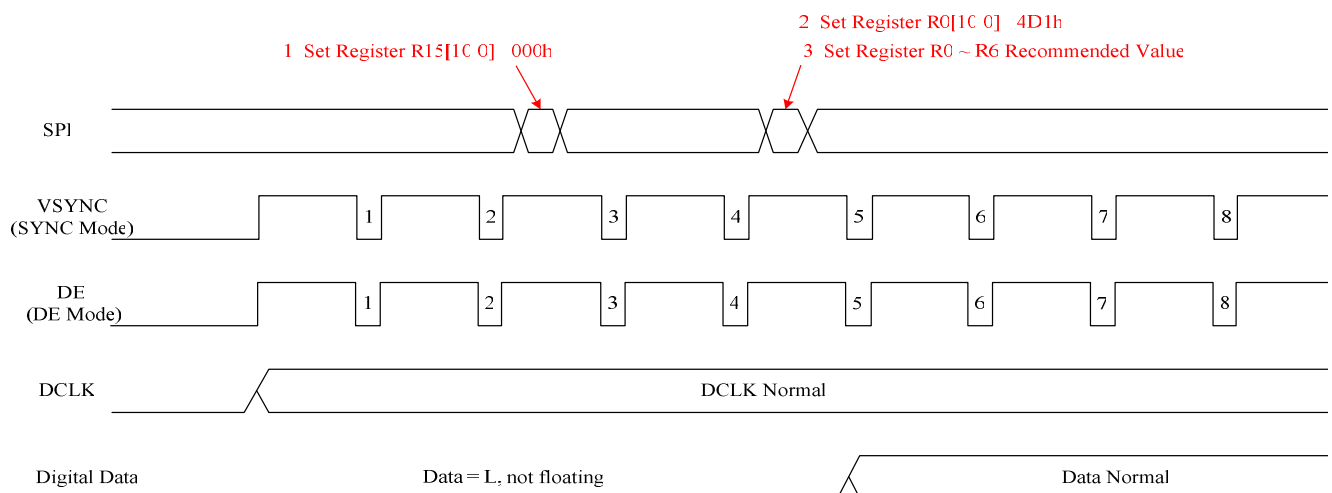 2 Set Register R0[10 0] 4D1h
1 Set Register R15[10 0] 000h
3 Set Register R0 ~ R6 Recommended Value
SPI
VSYNC
(SYNC Mode)
1 2 3 4 5 6 7 8
DE
(DE Mode)
1 2 3 4 5 6 7 8
DCLK
DCLK Normal
Digital Data
Data = L, not floating
Data Normal